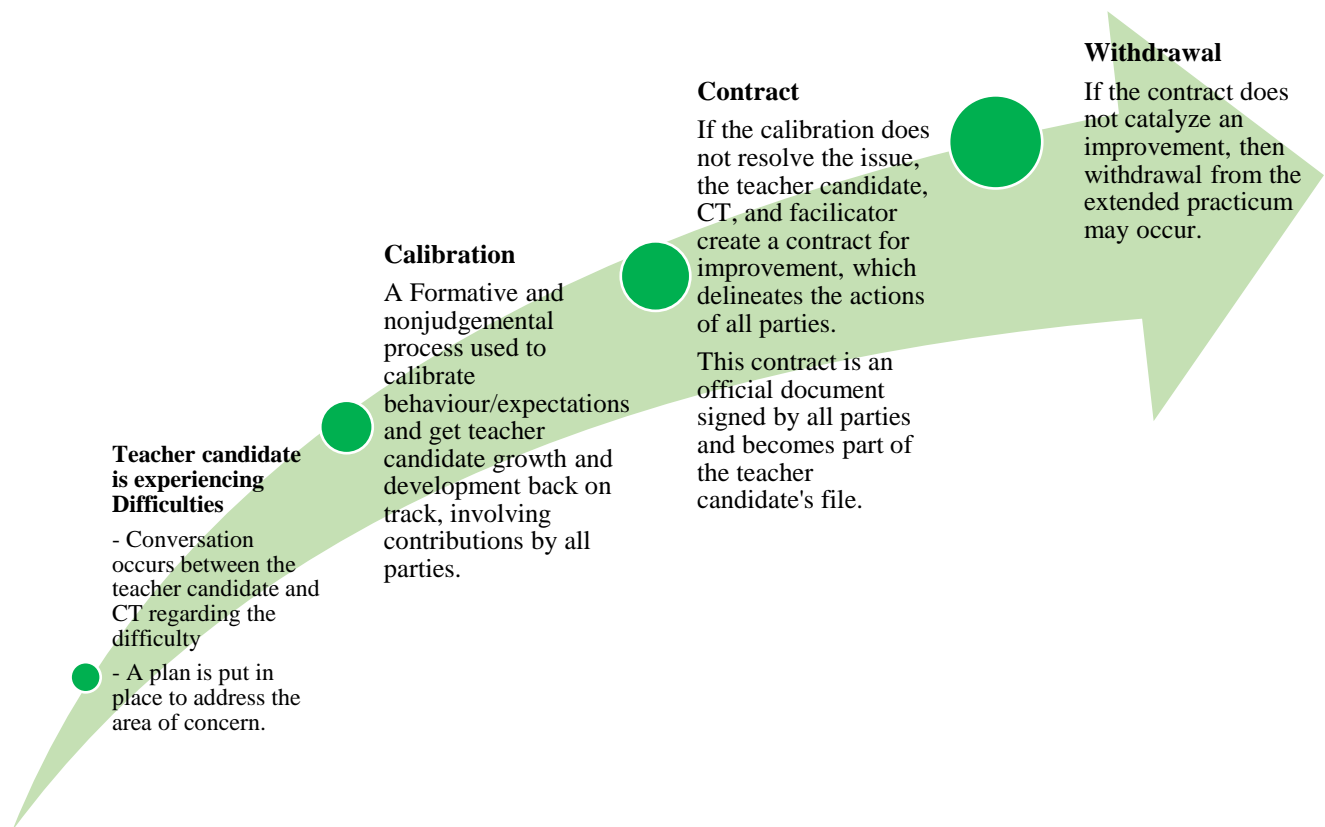 Teacher candidate
is experiencing
Difficulties
- Conversation
occurs between the
teacher candidate and
CT regarding the
difficulty
- A plan is put in
place to address the
area of concern.
Calibration
A Formative and
nonjudgemental
process used to
calibrate
behaviour/expectations
and get teacher
candidate growth and
development back on
track, involving
contributions by all
parties.
Contract
If the calibration does
not resolve the issue,
the teacher candidate,
CT, and facilicator
create a contract for
improvement, which
delineates the actions
of all parties.
This contract is an
official document
signed by all parties
and becomes part of
the teacher
candidate's file.
Withdrawal
If the contract does
not catalyze an
improvement, then
withdrawal from the
extended practicum
may occur.